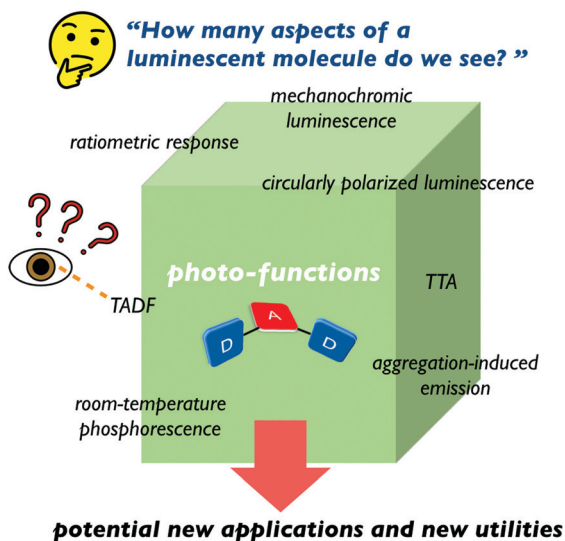 “How many aspects of a
luminescent molecule do we see? ”
mechanochromic
luminescence
ratiometric response
circularly polarized luminescence
? ? ?
photo-functions
TTA
TADF
A
D
D
aggregation-induced
emission
room-temperature
phosphorescence
potential new applications and new utilities